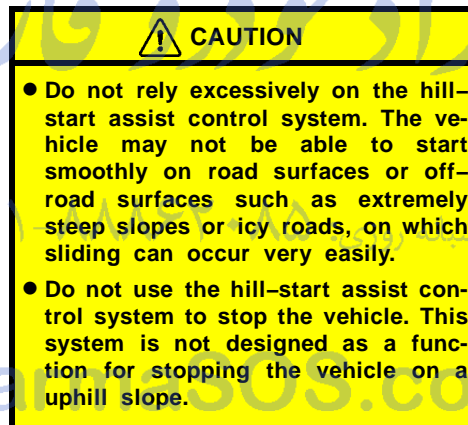 CAUTION
● Do not rely excessively on the hill–
start assist control system. The ve-
hicle may not be able to start
smoothly on road surfaces or off–
road surfaces such as extremely
steep slopes or icy roads, on which
sliding can occur very easily.
● Do not use the hill–start assist con-
trol system to stop the vehicle. This
system is not designed as a func-
tion for stopping the vehicle on a
uphill slope.